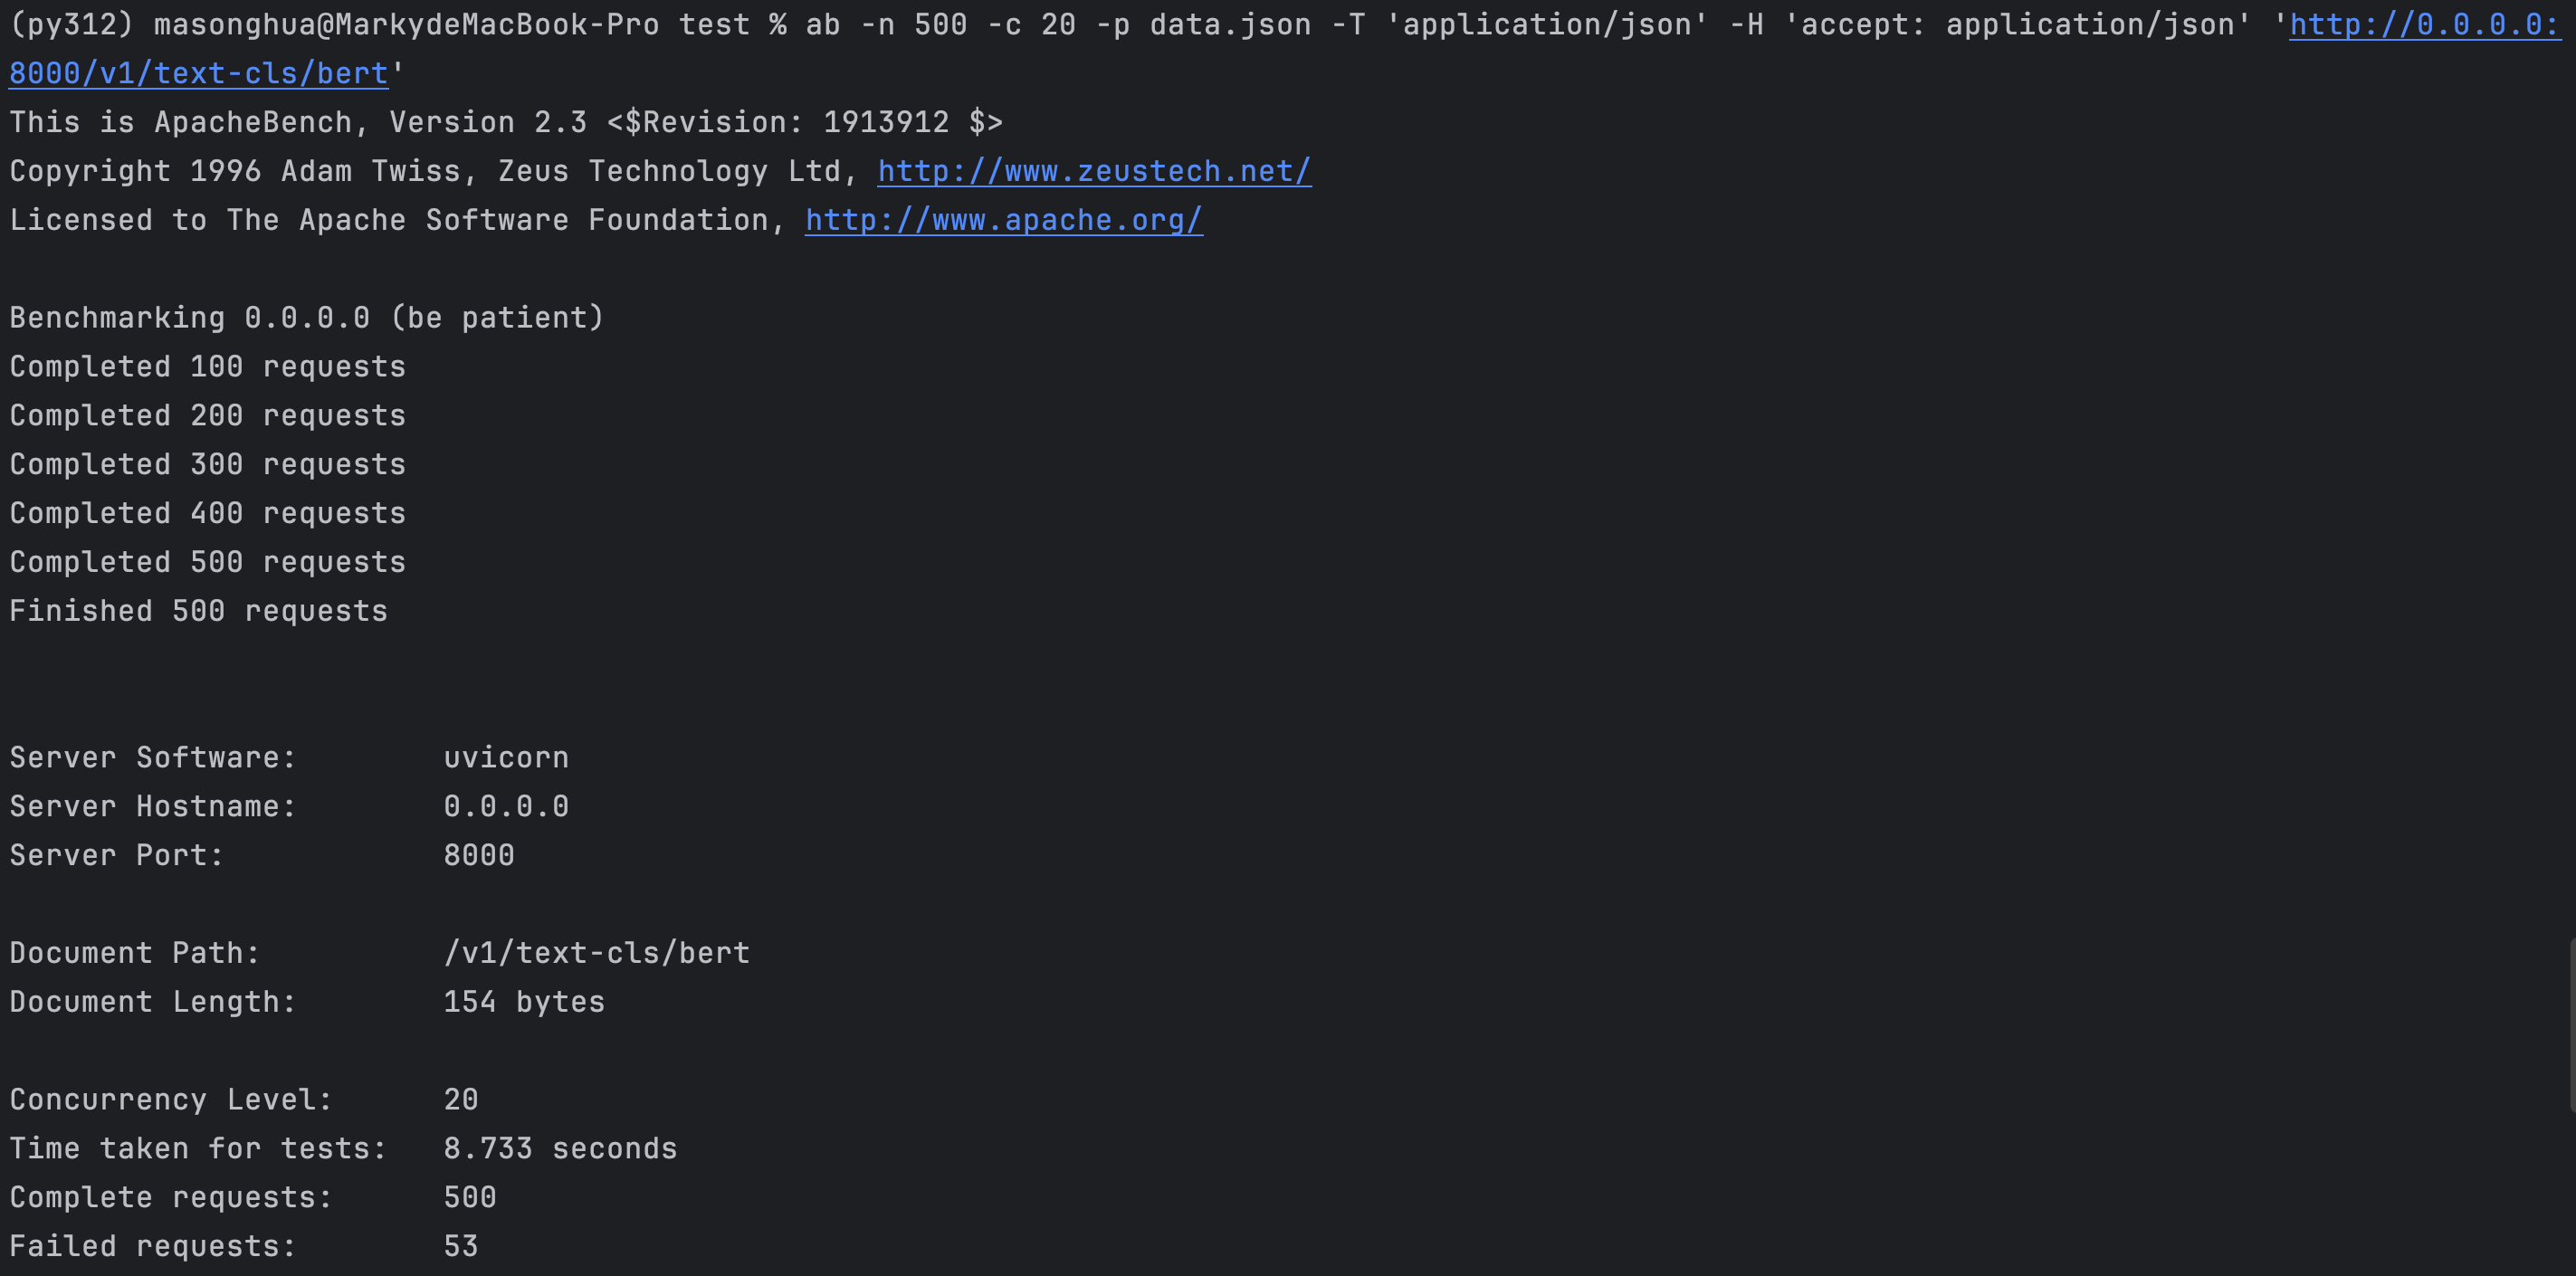 (py312) masonghua@MarkydeMacBook-Pro test % ab -n 500 -c 20 -p data.json -T 'application/json' -H 'accept: application/json' 'http://0.0.0.0:
8000/v1/text-cls/bert'
This is ApacheBench, Version 2.3 <$Revision: 1913912 $>
Copyright 1996 Adam Twiss, Zeus Technology Ltd, http://www.zeustech.net/
Licensed to The Apache Software Foundation, http://www.apache.org/

Benchmarking 0.0.0.0 (be patient)
Completed 100 requests
Completed 200 requests
Completed 300 requests
Completed 400 requests
Completed 500 requests
Finished 500 requests

Server Software:        uvicorn
Server Hostname:        0.0.0.0
Server Port:            8000

Document Path:          /v1/text-cls/bert
Document Length:        154 bytes

Concurrency Level:      20
Time taken for tests:   8.733 seconds
Complete requests:      500
Failed requests:        53